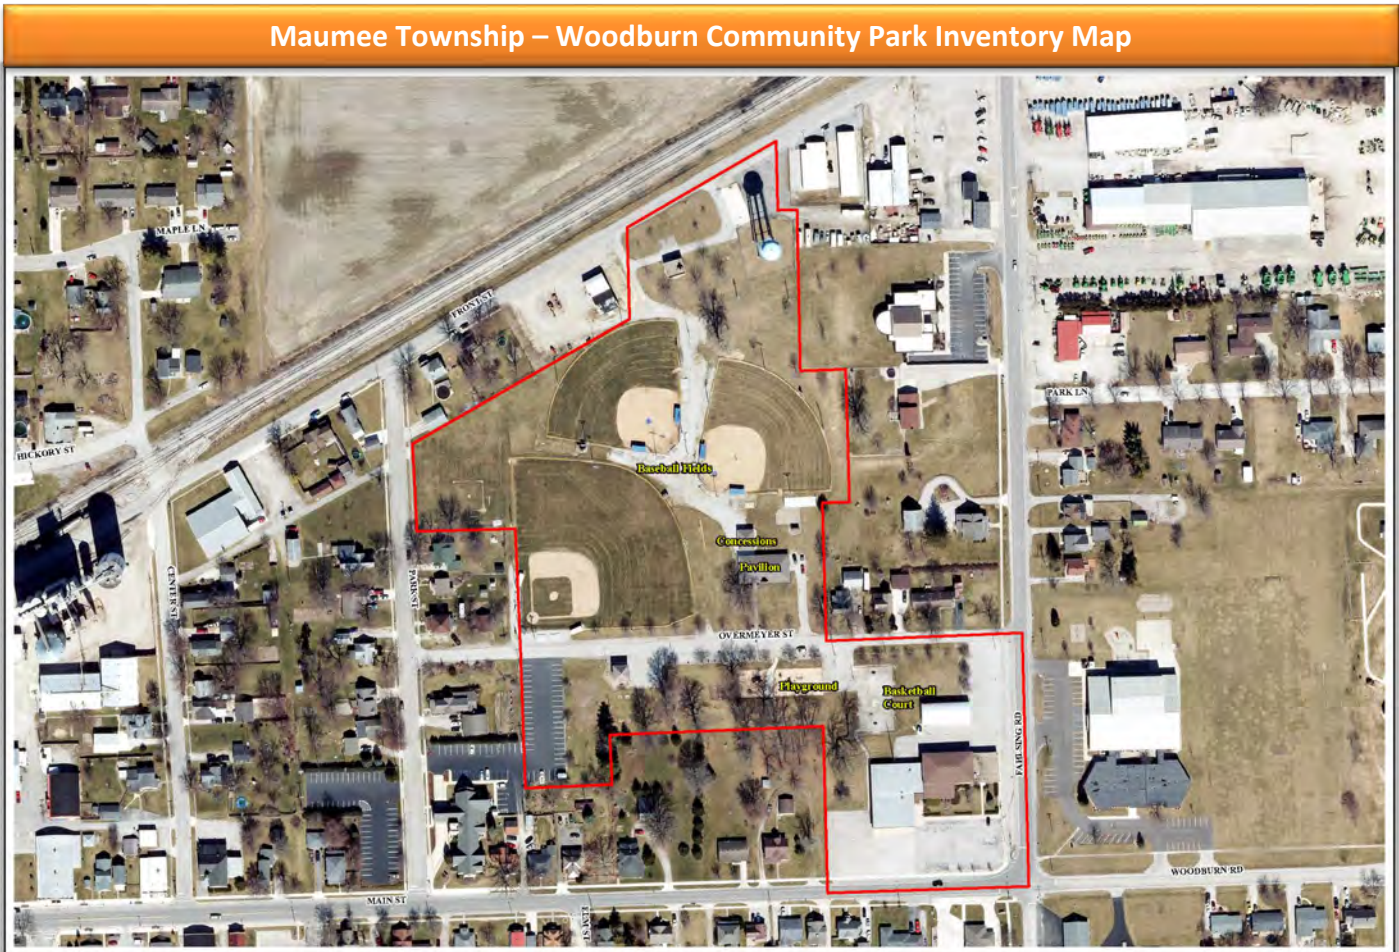 Maumee Township – Woodburn Community Park Inventory Map
MAPLE LN
FRONT ST
PARK LN
HICKORY ST
Baseball Fields
Concessions
Pavilion
CENTER ST
PARK ST
OVERMEYER ST
Playground
Basketball
Court
FAHLSING RD
WOODBURN RD
MAIN ST